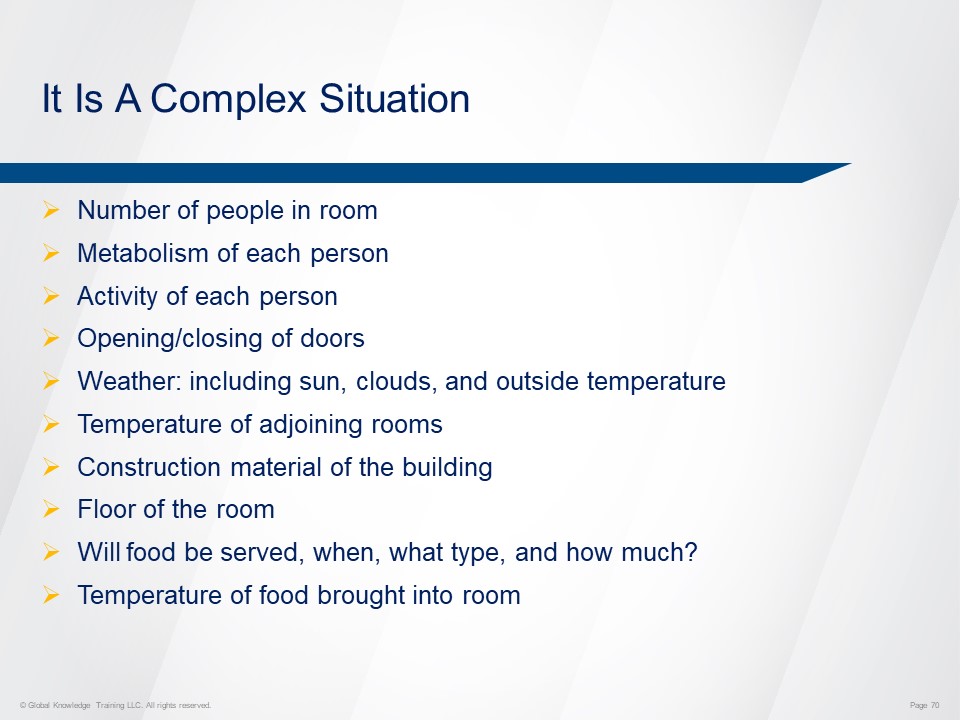 It Is A Complex Situation
Number of people in room
Metabolism of each person
Activity of each person
Opening/closing of doors
Weather: including sun, clouds, and outside temperature
Temperature of adjoining rooms
Construction material of the building
Floor of the room
Will food be served, when, what type, and how much?
Temperature of food brought into room
© Global Knowledge Training LLC. All rights reserved.
Page 70